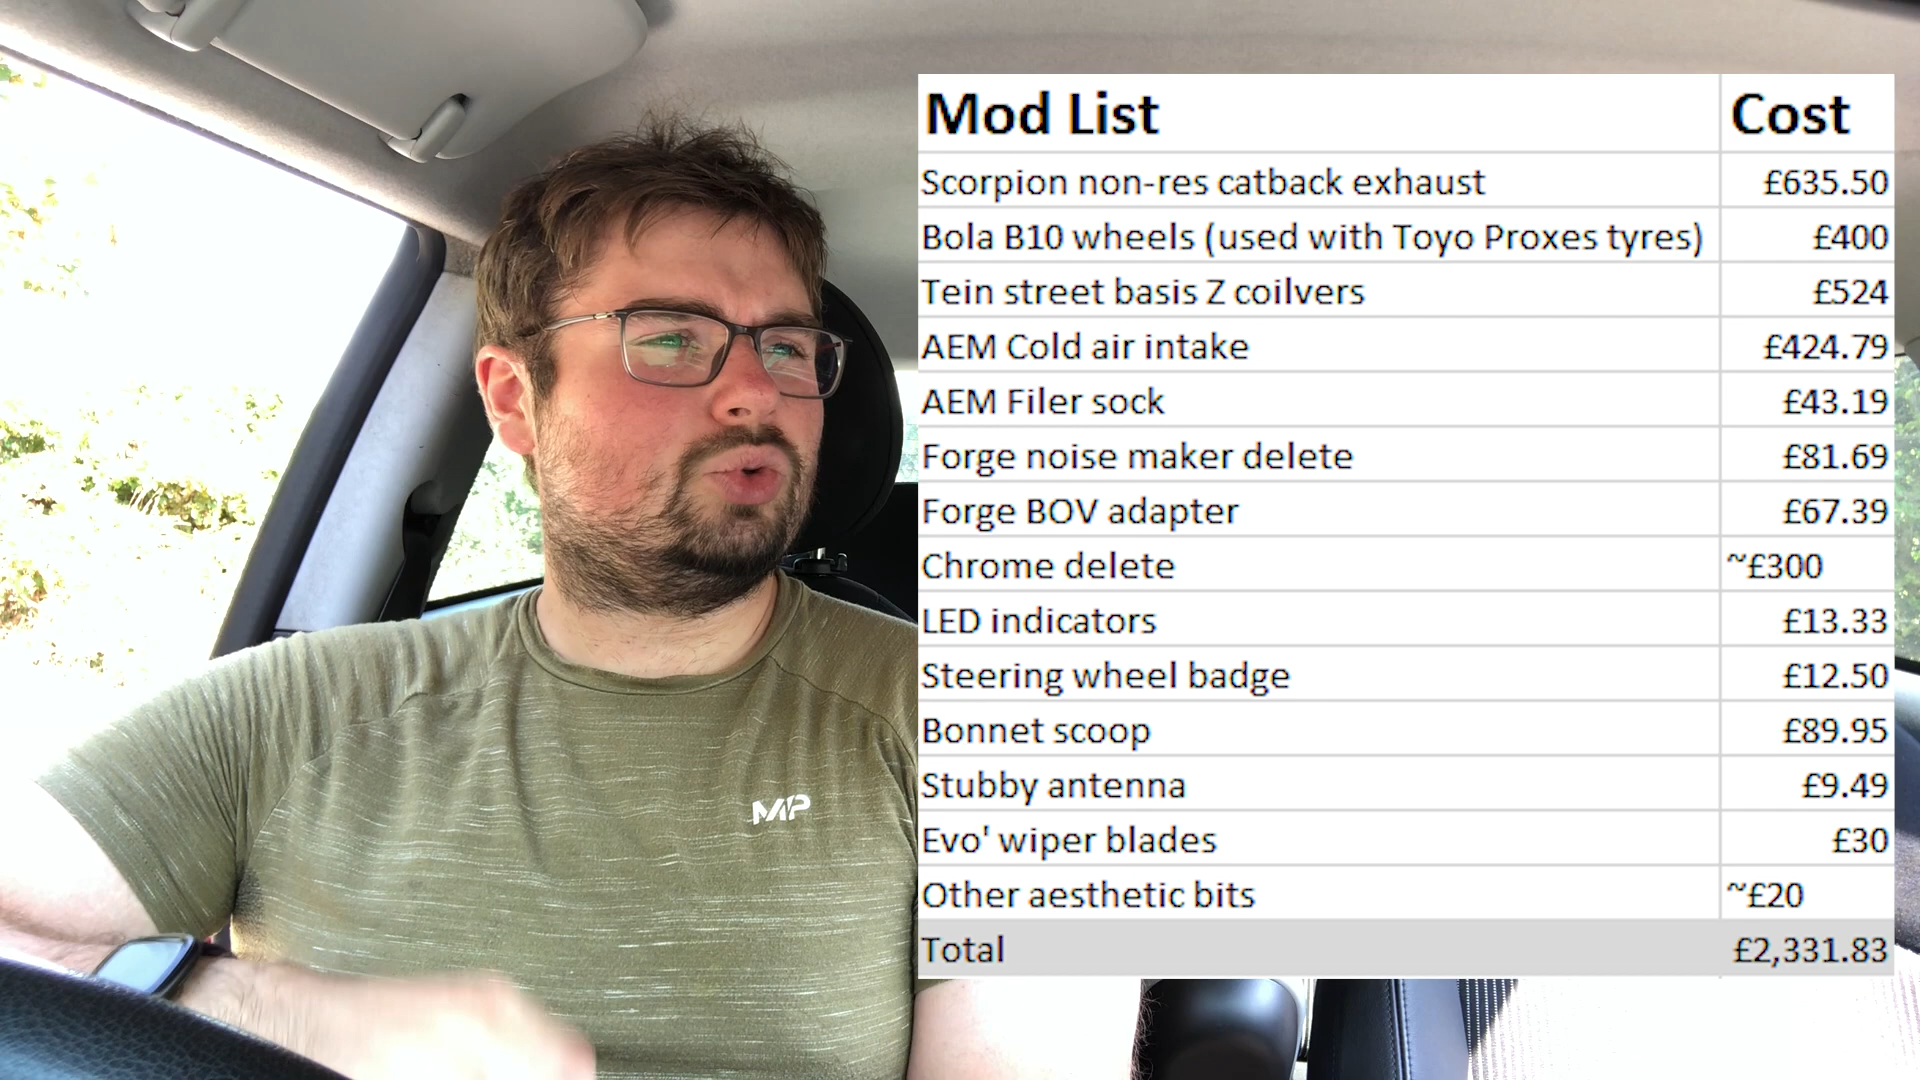 Mod List Cost
Scorpion non-res catback exhaust £635.50
Bola B10 wheels (used with Toyo Proxes tyres) £400
Tein street basis Z coilvers £524
AEM Cold air intake £424.79
AEM Filer sock £43.19
Forge noise maker delete £81.69
Forge BOV adapter £67.39
Chrome delete ~£300
LED indicators £13.33
Steering wheel badge £12.50
Bonnet scoop £89.95
Stubby antenna £9.49
Evo' wiper blades £30
Other aesthetic bits ~£20
Total £2,331.83
MP